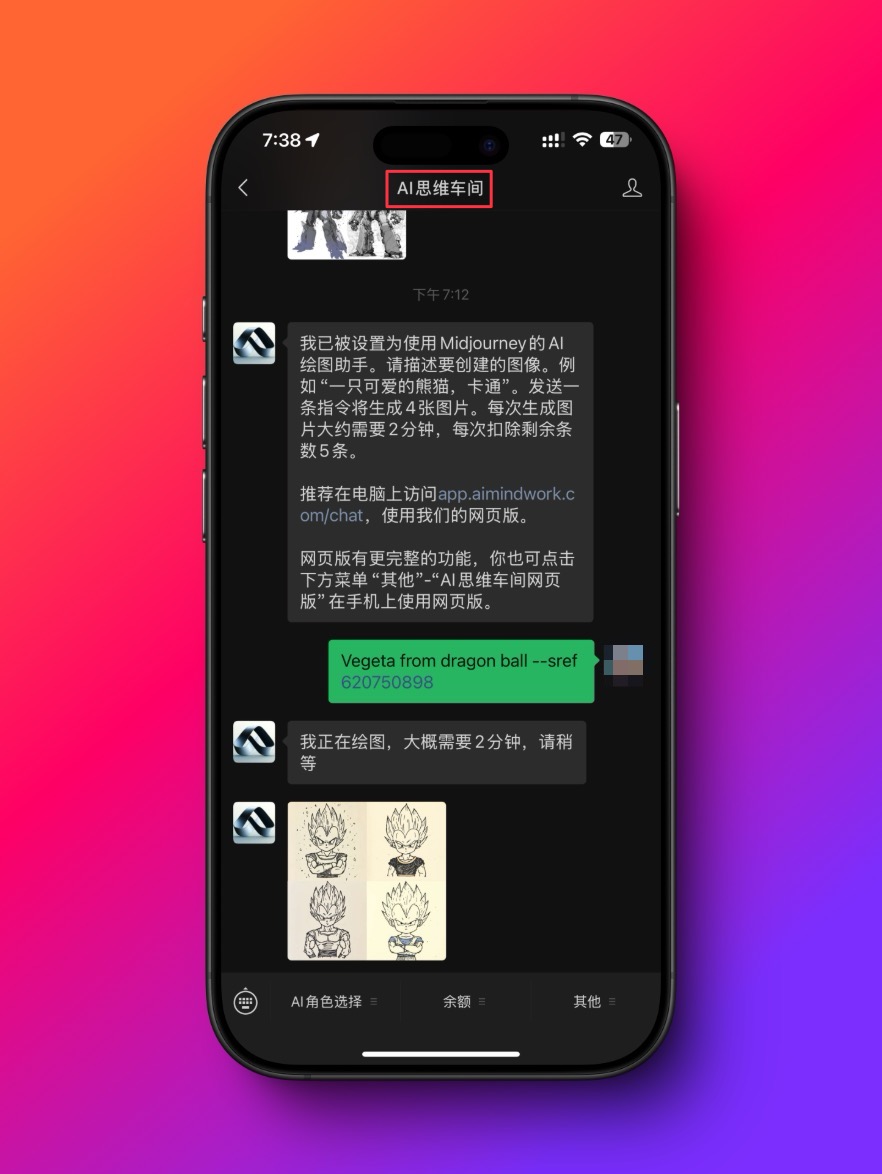 7:38
47
AI思维车间
下午7:12
我已被设置为使用Midjourney的AI
绘图助手。请描述要创建的图像。例
如“一只可爱的熊猫，卡通”。发送一
条指令将生成4张图片。每次生成图
片大约需要2分钟，每次扣除剩余条
数5条。
推荐在电脑上访问app.aimindwork.c
om/chat，使用我们的网页版。
网页版有更完整的功能，你也可点击
下方菜单“其他”-“AI思维车间网页
版”在手机上使用网页版。
Vegeta from dragon ball --sref
620750898
我正在绘图，大概需要2分钟，请稍
等
AI角色选择
余额
其他